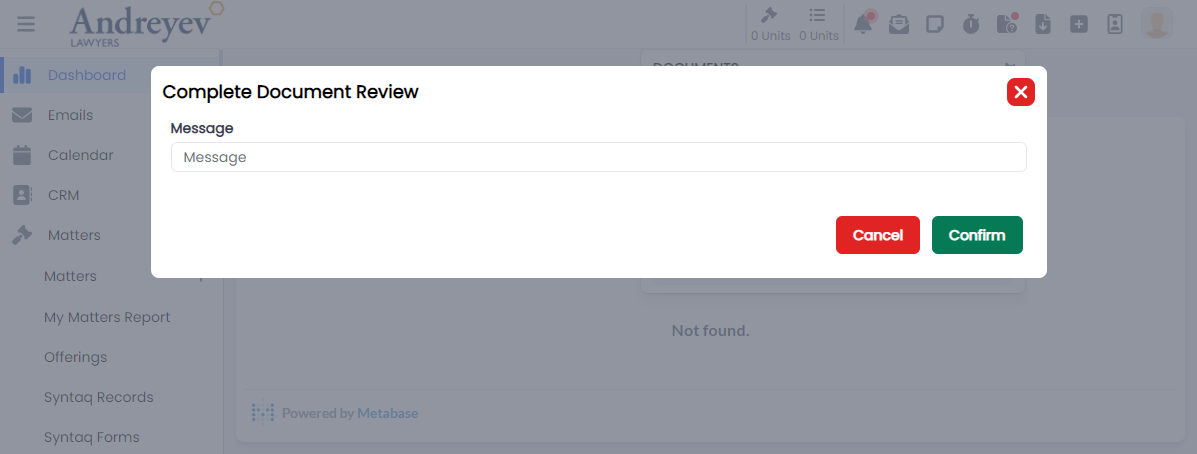 Andreyev
LAWYERS
0 Units 0 Units
Dashboard
Emails
Calendar
CRM
Matters
Matters
My Matters Report
Offerings
Syntaq Records
Syntaq Forms
DOCUMENTS
Complete Document Review
Message
Message
Cancel Confirm
Not found.
Powered by Metabase